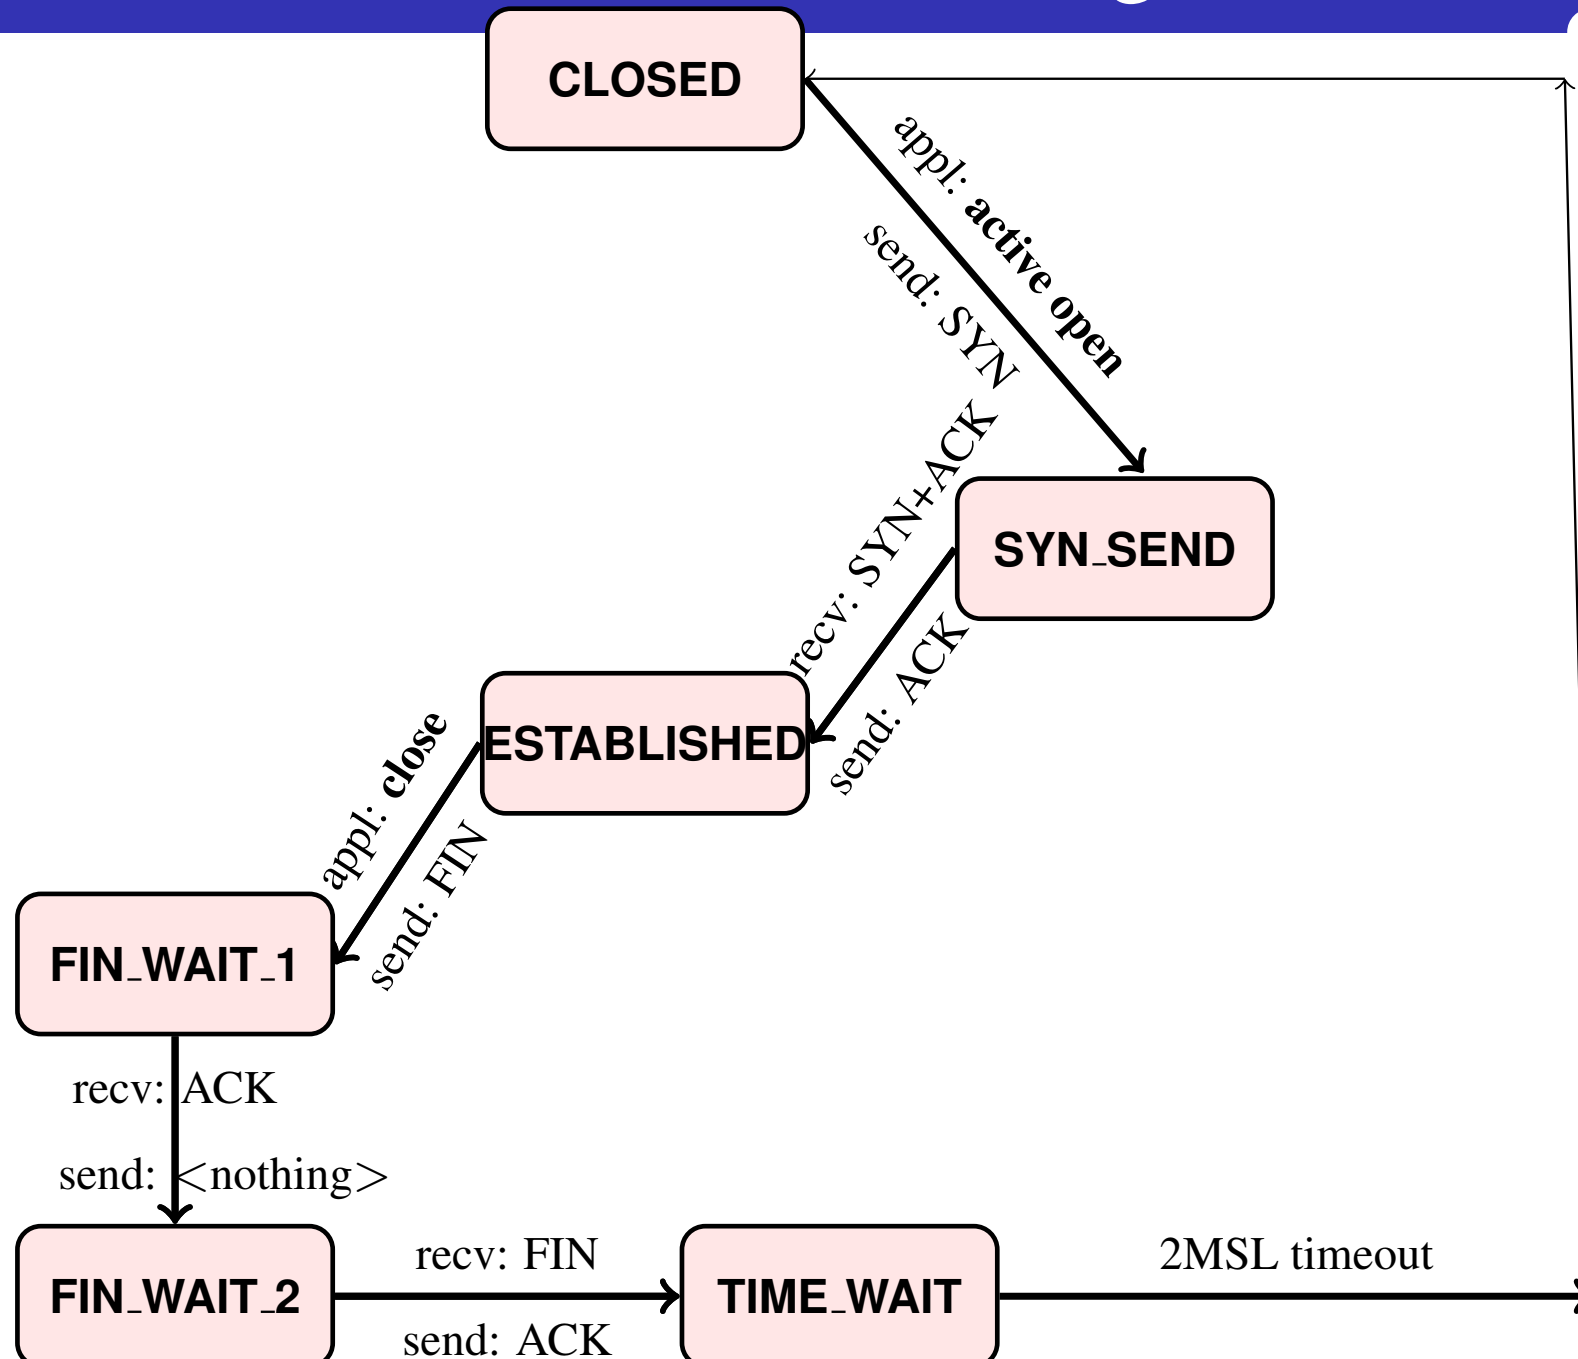 CLOSED
appl: active open
send: SYN
recv: SYN+ACK
SYN_SEND
send: ACK
ESTABLISHED
appl: close
send: FIN
FIN_WAIT_1
recv: ACK
send: <nothing>
FIN_WAIT_2
recv: FIN
send: ACK
TIME_WAIT
2MSL timeout